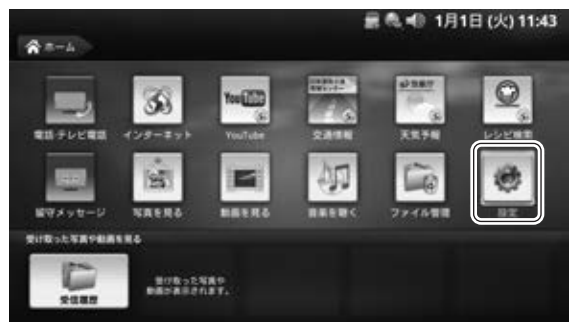 1月1日 (火) 11:43
ホーム
電話・テレビ電話
インターネット
YouTube
YouTube
交通情報
天気予報
レシピ検索
留守メッセージ
写真を見る
動画を見る
音楽を聴く
ファイル管理
設定
受け取った写真や動画を見る
受信履歴
受け取った写真や
動画が表示されます。